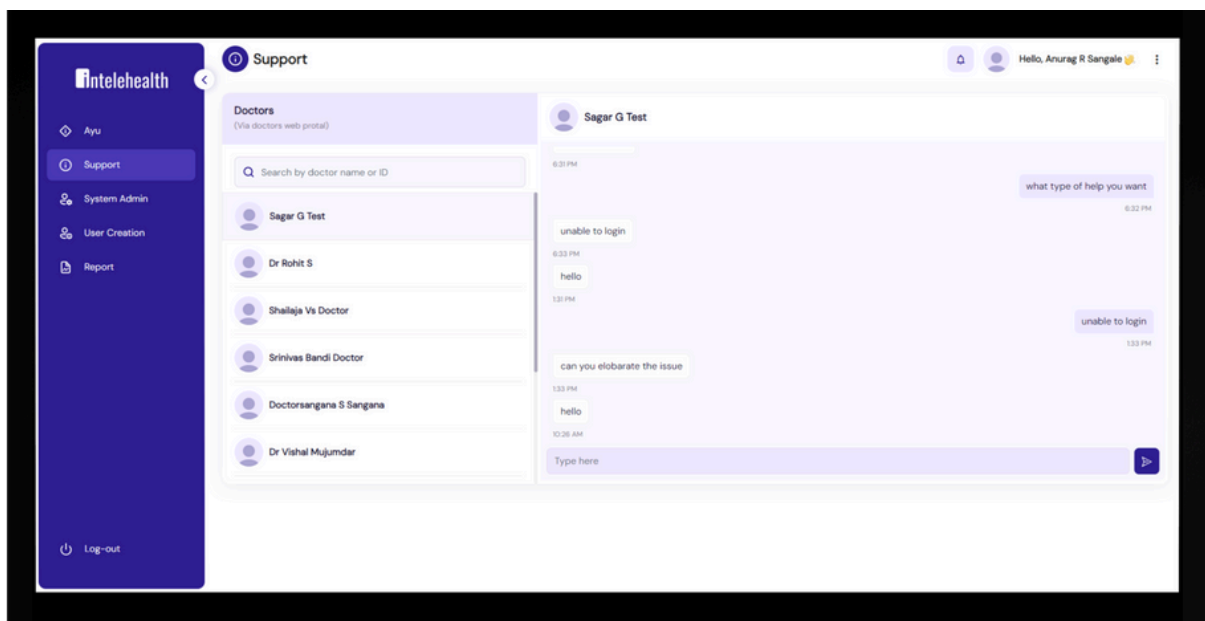 intelehealth
Ayu
Support
System Admin
User Creation
Report
Log-out
Support
Hello, Anurag R Sangale 👋
Doctors
(Via doctors web protal)
Search by doctor name or ID
Sagar G Test
Dr Rohit S
Shailaja Vs Doctor
Srinivas Bandi Doctor
Doctorsangana S Sangana
Dr Vishal Mujumdar
Sagar G Test
6:31 PM
what type of help you want
6:32 PM
unable to login
6:33 PM
hello
1:31 PM
unable to login
1:33 PM
can you elobarate the issue
1:33 PM
hello
10:26 AM
Type here